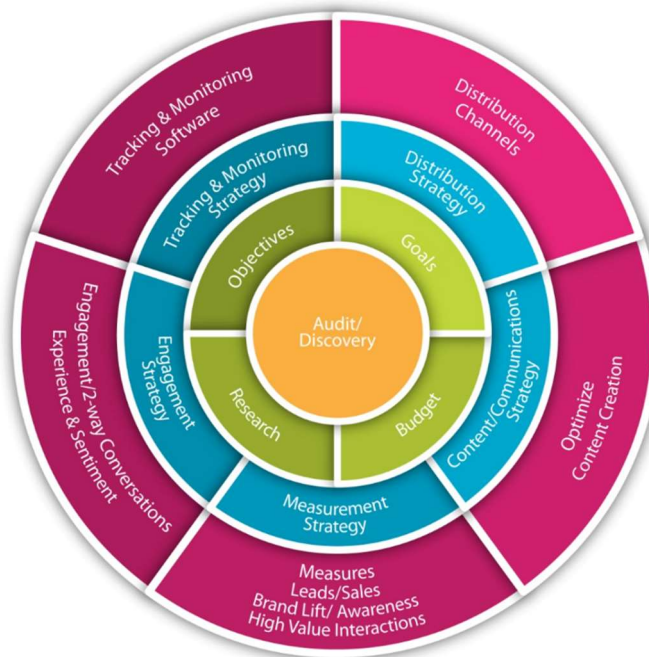 Tracking & Monitoring
Software
Distribution
Channels
Tracking & Monitoring
Strategy
Distribution
Strategy
Objectives
Goals
Audit/
Discovery
Engagement/2-way Conversations
Experience & Sentiment
Engagement
Strategy
Research
Budget
Content/Communications
Strategy
Optimize
Content Creation
Measurement
Strategy
Measures
Leads/Sales
Brand Lift/ Awareness
High Value Interactions